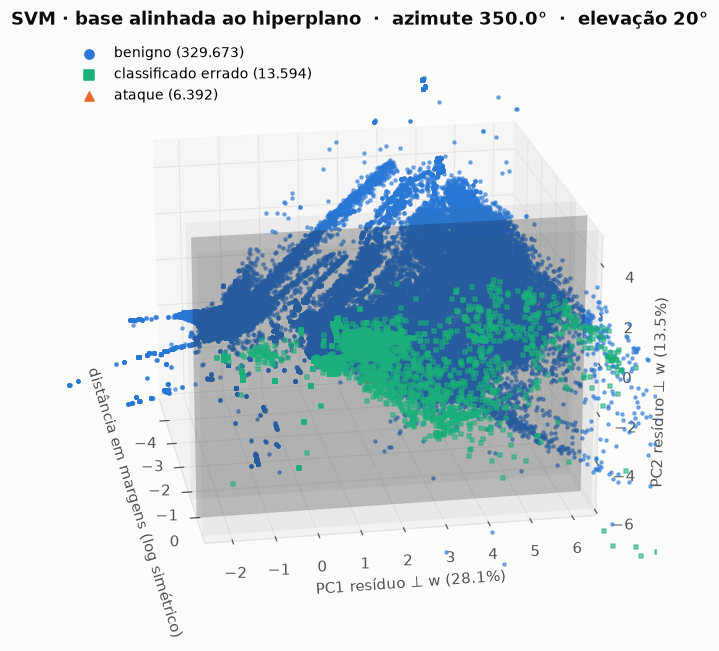 SVM · base alinhada ao hiperplano · azimute 350.0° · elevação 20°
benigno (329.673)
classificado errado (13.594)
ataque (6.392)
4
2
0
−2
−4
−6
PC2 resíduo ⊥ w (13.5%)
−4
−3
−2
−1
0
distância em margens (log simétrico)
−2
−1
0
1
2
3
4
5
6
PC1 resíduo ⊥ w (28.1%)